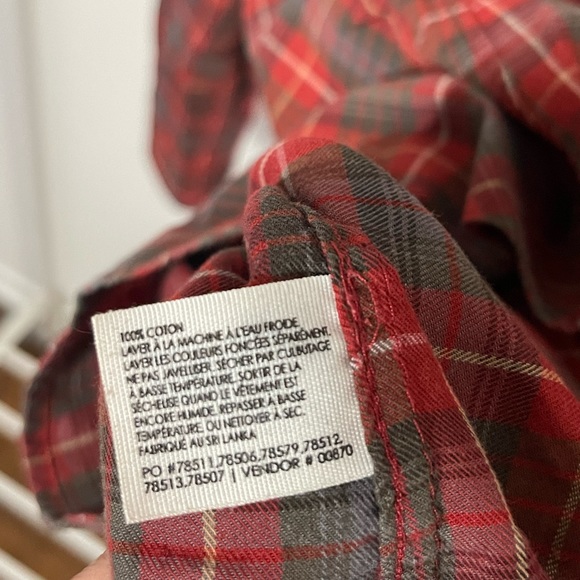 100% COTON
LAVER À LA MACHINE À L'EAU FROIDE
LAVER LES COULEURS FONCÉES SÉPARÉMENT.
NE PAS JAVELLISER. SÉCHER PAR CULBUTAGE
À BASSE TEMPÉRATURE. SORTIR DE LA
SÉCHEUSE QUAND LE VÊTEMENT EST
ENCORE HUMIDE. REPASSER À BASSE
TEMPÉRATURE. OU NETTOYER À SEC.
FABRIQUE AU SRI LANKA
PO #78511,78506,78579,78512,
78513,78507 | VENDOR # 00870